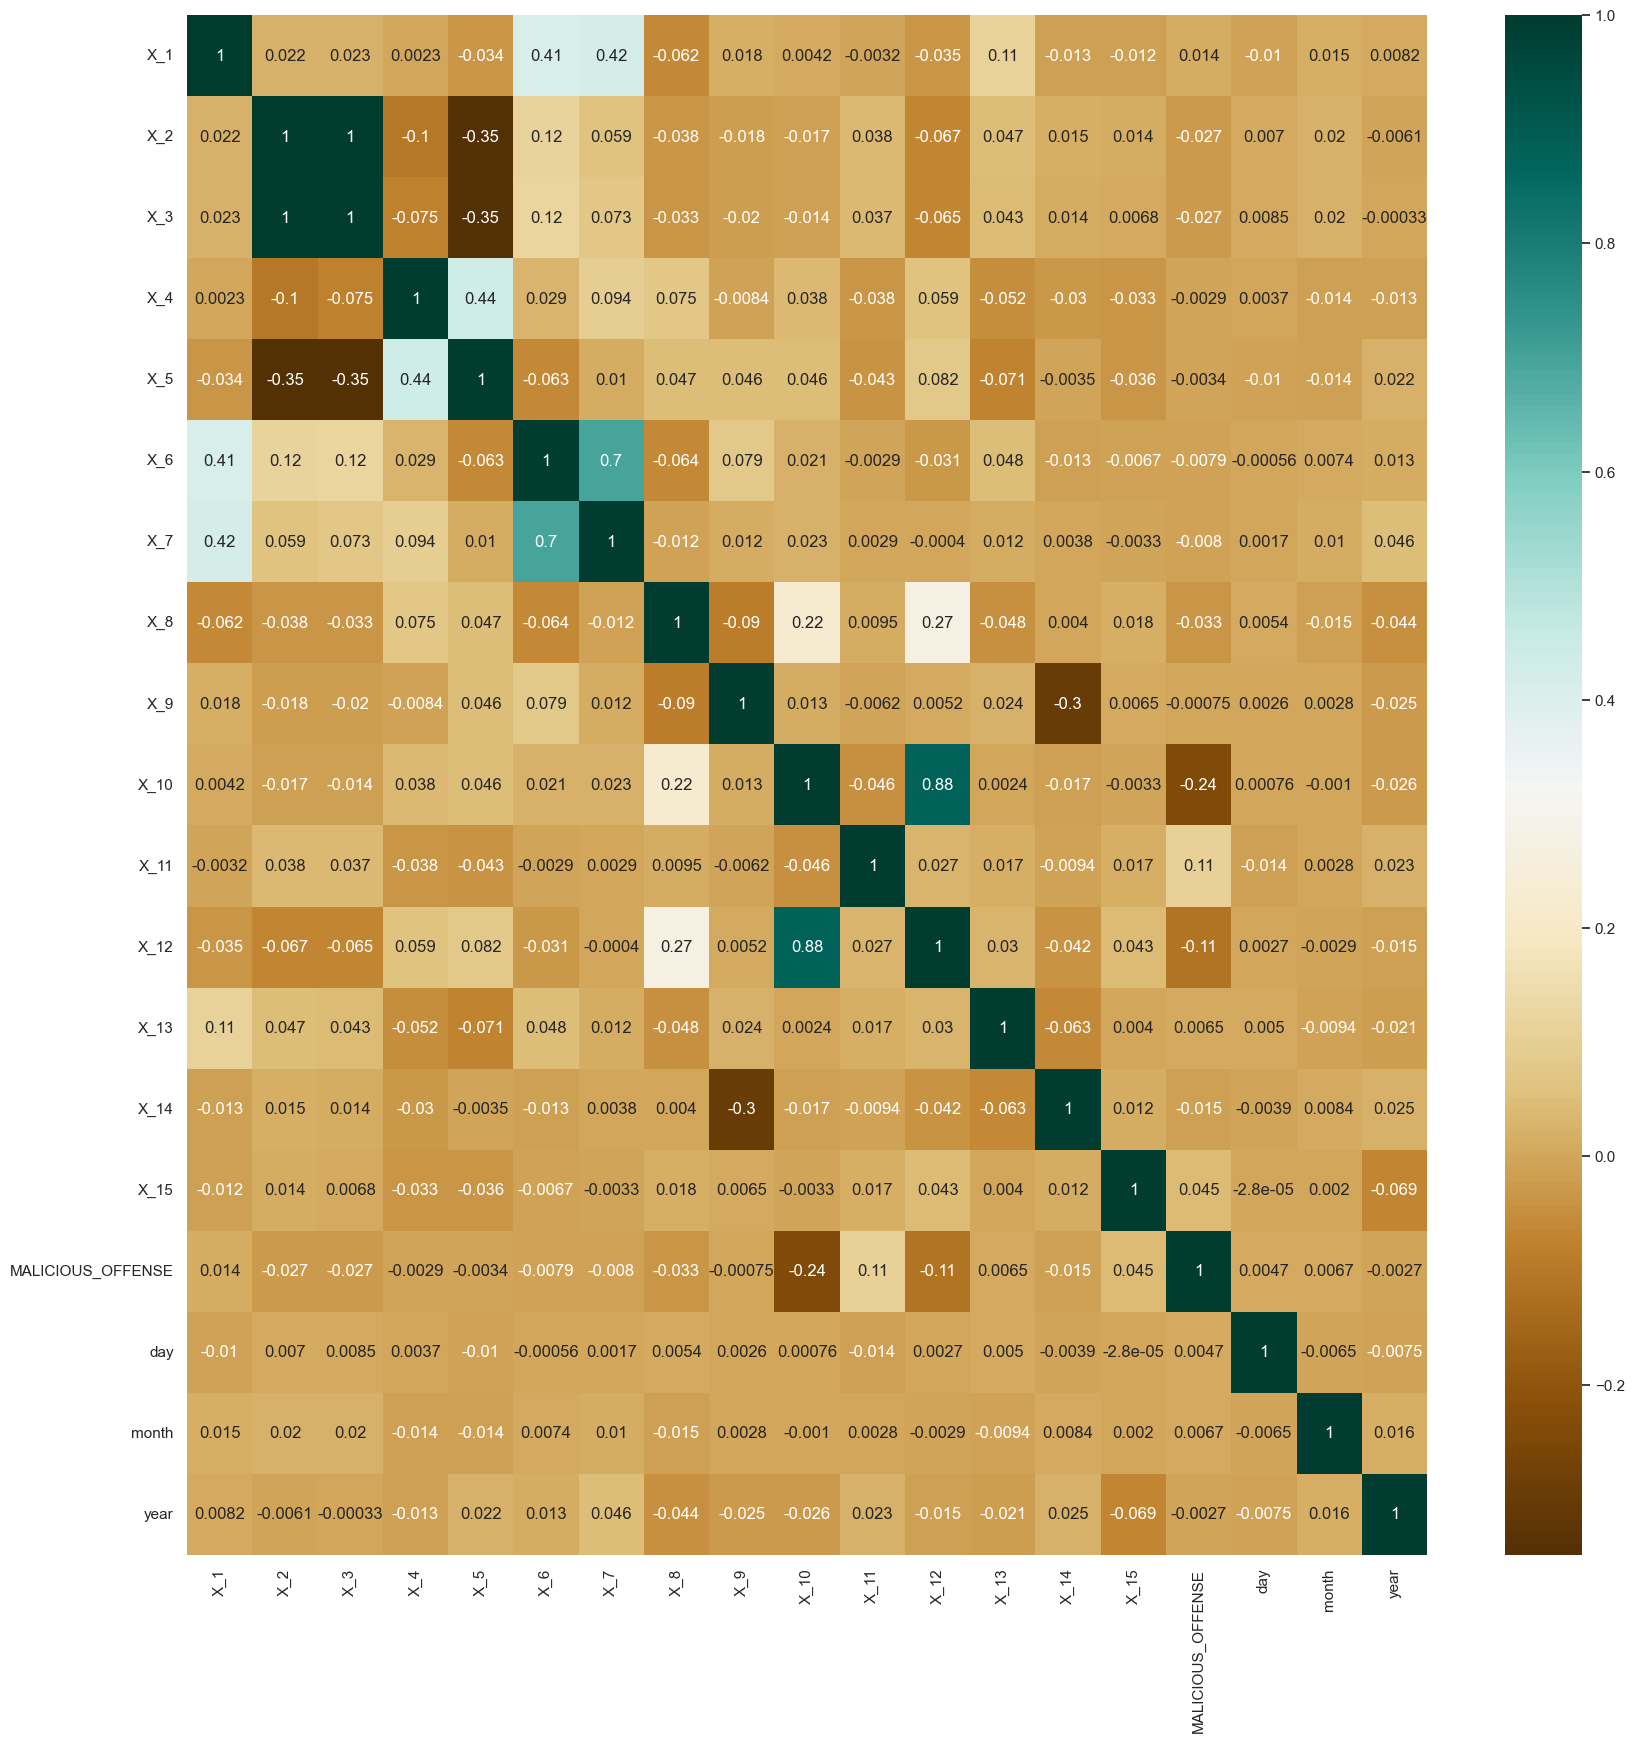 X_1 1 0.022 0.023 0.0023 -0.034 0.41 0.42 -0.062 0.018 0.0042 -0.0032 -0.035 0.11 -0.013 -0.012 0.014 -0.01 0.015 0.0082
X_2 0.022 1 1 -0.1 -0.35 0.12 0.059 -0.038 -0.018 -0.017 0.038 -0.067 0.047 0.015 0.014 -0.027 0.007 0.02 -0.0061
X_3 0.023 1 1 -0.075 -0.35 0.12 0.073 -0.033 -0.02 -0.014 0.037 -0.065 0.043 0.014 0.0068 -0.027 0.0085 0.02 -0.00033
X_4 0.0023 -0.1 -0.075 1 0.44 0.029 0.094 0.075 -0.0084 0.038 -0.038 0.059 -0.052 -0.03 -0.033 -0.0029 0.0037 -0.014 -0.013
X_5 -0.034 -0.35 -0.35 0.44 1 -0.063 0.01 0.047 0.046 0.046 -0.043 0.082 -0.071 -0.0035 -0.036 -0.0034 -0.01 -0.014 0.022
X_6 0.41 0.12 0.12 0.029 -0.063 1 0.7 -0.064 0.079 0.021 -0.0029 -0.031 0.048 -0.013 -0.0067 -0.0079 -0.00056 0.0074 0.013
X_7 0.42 0.059 0.073 0.094 0.01 0.7 1 -0.012 0.012 0.023 0.0029 -0.0004 0.012 0.0038 -0.0033 -0.008 0.0017 0.01 0.046
X_8 -0.062 -0.038 -0.033 0.075 0.047 -0.064 -0.012 1 -0.09 0.22 0.0095 0.27 -0.048 0.004 0.018 -0.033 0.0054 -0.015 -0.044
X_9 0.018 -0.018 -0.02 -0.0084 0.046 0.079 0.012 -0.09 1 0.013 -0.0062 0.0052 0.024 -0.3 0.0065 -0.00075 0.0026 0.0028 -0.025
X_10 0.0042 -0.017 -0.014 0.038 0.046 0.021 0.023 0.22 0.013 1 -0.046 0.88 0.0024 -0.017 -0.0033 -0.24 0.00076 -0.001 -0.026
X_11 -0.0032 0.038 0.037 -0.038 -0.043 -0.0029 0.0029 0.0095 -0.0062 -0.046 1 0.027 0.017 -0.0094 0.017 0.11 -0.014 0.0028 0.023
X_12 -0.035 -0.067 -0.065 0.059 0.082 -0.031 -0.0004 0.27 0.0052 0.88 0.027 1 0.03 -0.042 0.043 -0.11 0.0027 -0.0029 -0.015
X_13 0.11 0.047 0.043 -0.052 -0.071 0.048 0.012 -0.048 0.024 0.0024 0.017 0.03 1 -0.063 0.004 0.0065 0.005 -0.0094 -0.021
X_14 -0.013 0.015 0.014 -0.03 -0.0035 -0.013 0.0038 0.004 -0.3 -0.017 -0.0094 -0.042 -0.063 1 0.012 -0.015 -0.0039 0.0084 0.025
X_15 -0.012 0.014 0.0068 -0.033 -0.036 -0.0067 -0.0033 0.018 0.0065 -0.0033 0.017 0.043 0.004 0.012 1 0.045 -2.8e-05 0.002 -0.069
MALICIOUS_OFFENSE 0.014 -0.027 -0.027 -0.0029 -0.0034 -0.0079 -0.008 -0.033 -0.00075 -0.24 0.11 -0.11 0.0065 -0.015 0.045 1 0.0047 0.0067 -0.0027
day -0.01 0.007 0.0085 0.0037 -0.01 -0.00056 0.0017 0.0054 0.0026 0.00076 -0.014 0.0027 0.005 -0.0039 -2.8e-05 0.0047 1 -0.0065 -0.0075
month 0.015 0.02 0.02 -0.014 -0.014 0.0074 0.01 -0.015 0.0028 -0.001 0.0028 -0.0029 -0.0094 0.0084 0.002 0.0067 -0.0065 1 0.016
year 0.0082 -0.0061 -0.00033 -0.013 0.022 0.013 0.046 -0.044 -0.025 -0.026 0.023 -0.015 -0.021 0.025 -0.069 -0.0027 -0.0075 0.016 1
X_1 X_2 X_3 X_4 X_5 X_6 X_7 X_8 X_9 X_10 X_11 X_12 X_13 X_14 X_15 MALICIOUS_OFFENSE day month year
1.0
0.8
0.6
0.4
0.2
0.0
−0.2